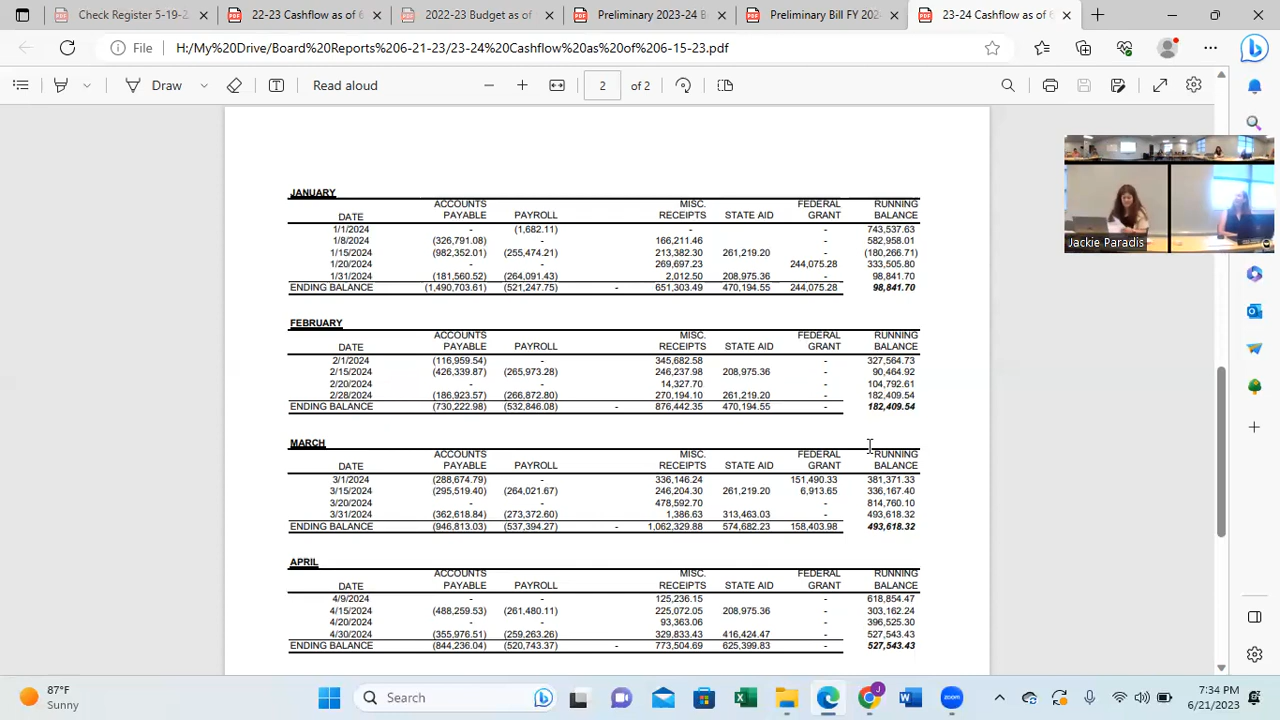 Check Register 5-19-2
22-23 Cashflow as of 6
2022-23 Budget as of
Preliminary 2023-24 B
Preliminary Bill FY 202
23-24 Cashflow as of 6
File H:/My%20Drive/Board%20Reports%206-21-23/23-24%20Cashflow%20as%20of%206-15-23.pdf
Draw Read aloud 2 of 2
JANUARY
ACCOUNTS MISC. FEDERAL RUNNING
DATE PAYABLE PAYROLL RECEIPTS STATE AID GRANT BALANCE
1/1/2024 - (1,682.11) - - 743,537.63
1/8/2024 (326,791.08) - 166,211.46 - 582,958.01
1/15/2024 (982,352.01) (255,474.21) 213,382.30 261,219.20 - (180,266.71)
1/20/2024 - - 269,697.23 244,075.28 333,505.80
1/31/2024 (181,560.52) (264,091.43) 2,012.50 208,975.36 - 98,841.70
ENDING BALANCE (1,490,703.61) (521,247.75) - 651,303.49 470,194.55 244,075.28 98,841.70
FEBRUARY
ACCOUNTS MISC. FEDERAL RUNNING
DATE PAYABLE PAYROLL RECEIPTS STATE AID GRANT BALANCE
2/1/2024 (116,959.54) - 345,682.58 - 327,564.73
2/15/2024 (426,339.87) (265,973.28) 246,237.98 208,975.36 - 90,464.92
2/20/2024 - - 14,327.70 - 104,792.61
2/28/2024 (186,923.57) (266,872.80) 270,194.10 261,219.20 - 182,409.54
ENDING BALANCE (730,222.98) (532,846.08) - 876,442.35 470,194.55 - 182,409.54
MARCH
ACCOUNTS MISC. FEDERAL RUNNING
DATE PAYABLE PAYROLL RECEIPTS STATE AID GRANT BALANCE
3/1/2024 (288,674.79) - 336,146.24 151,490.33 381,371.33
3/15/2024 (295,519.40) (264,021.67) 246,204.30 261,219.20 6,913.65 336,167.40
3/20/2024 - - 478,592.70 - 814,760.10
3/31/2024 (362,618.84) (273,372.60) 1,386.63 313,463.03 - 493,618.32
ENDING BALANCE (946,813.03) (537,394.27) - 1,062,329.88 574,682.23 158,403.98 493,618.32
APRIL
ACCOUNTS MISC. FEDERAL RUNNING
DATE PAYABLE PAYROLL RECEIPTS STATE AID GRANT BALANCE
4/9/2024 - - 125,236.15 - 618,854.47
4/15/2024 (488,259.53) (261,480.11) 225,072.05 208,975.36 - 303,162.24
4/20/2024 - - 93,363.06 - 396,525.30
4/30/2024 (355,976.51) (259,263.26) 329,833.43 416,424.47 - 527,543.43
ENDING BALANCE (844,236.04) (520,743.37) - 773,504.69 625,399.83 - 527,543.43
Jackie Paradis
87°F
Sunny
Search
7:34 PM
6/21/2023